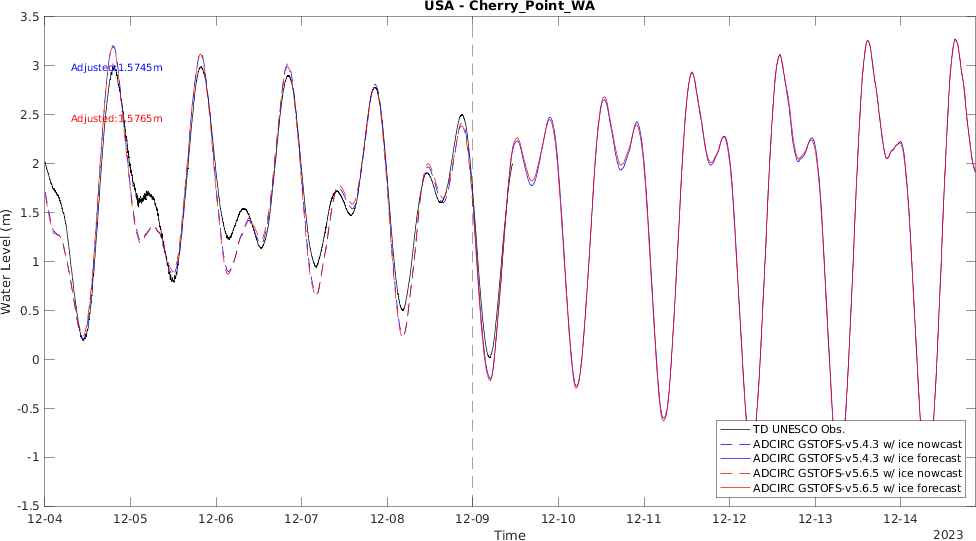 USA - Cherry_Point_WA
3.5
3
2.5
2
1.5
1
0.5
0
-0.5
-1
-1.5
Water Level (m)
Adjusted:1.5745m
Adjusted:1.5765m
TD UNESCO Obs.
ADCIRC GSTOFS-v5.4.3 w/ ice nowcast
ADCIRC GSTOFS-v5.4.3 w/ ice forecast
ADCIRC GSTOFS-v5.6.5 w/ ice nowcast
ADCIRC GSTOFS-v5.6.5 w/ ice forecast
12-04 12-05 12-06 12-07 12-08 12-09 12-10 12-11 12-12 12-13 12-14
Time
2023